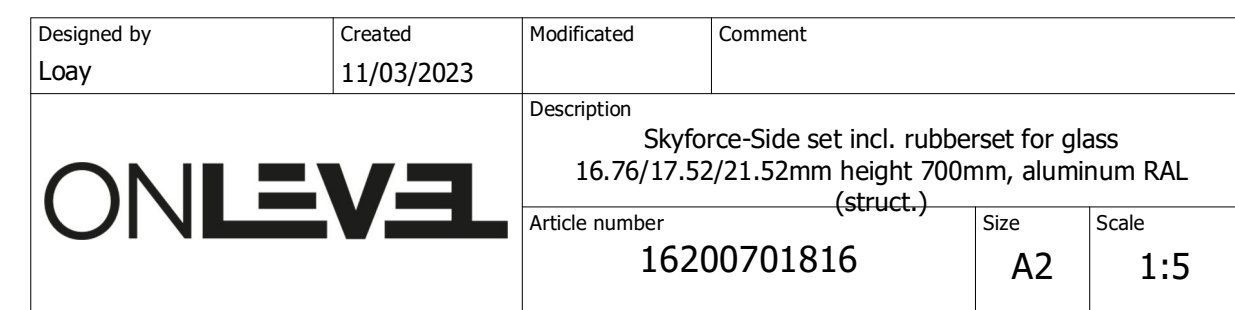 Designed by
Loay
Created
11/03/2023
Modificated
Comment
ONLEVEL
Description
Skyforce-Side set incl. rubberset for glass
16.76/17.52/21.52mm height 700mm, aluminum RAL
(struct.)
Article number
16200701816
Size
A2
Scale
1:5